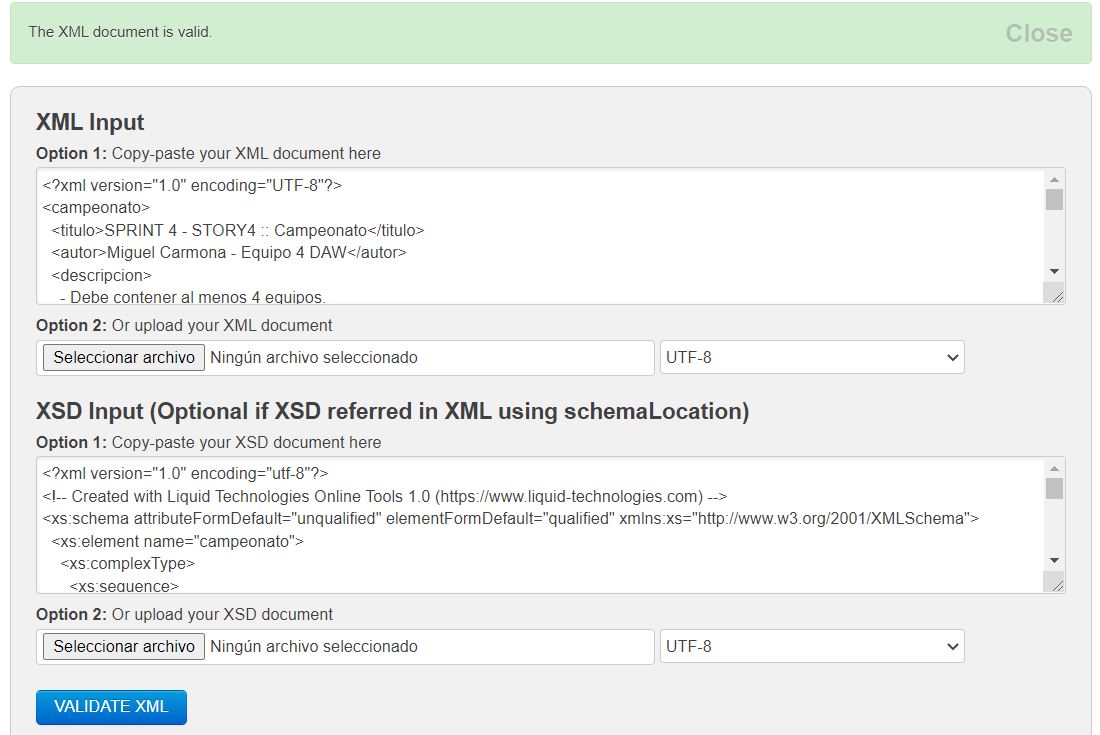 The XML document is valid.
Close
XML Input
Option 1: Copy-paste your XML document here
<?xml version="1.0" encoding="UTF-8"?>
<campeonato>
<titulo>SPRINT 4 - STORY4 :: Campeonato</titulo>
<autor>Miguel Carmona - Equipo 4 DAW</autor>
<descripcion>
- Debe contener al menos 4 equipos.
Option 2: Or upload your XML document
Seleccionar archivo Ningún archivo seleccionado
UTF-8
XSD Input (Optional if XSD referred in XML using schemaLocation)
Option 1: Copy-paste your XSD document here
<?xml version="1.0" encoding="utf-8"?>
<!-- Created with Liquid Technologies Online Tools 1.0 (https://www.liquid-technologies.com) -->
<xs:schema attributeFormDefault="unqualified" elementFormDefault="qualified" xmlns:xs="http://www.w3.org/2001/XMLSchema">
<xs:element name="campeonato">
<xs:complexType>
<xs:sequence>
Option 2: Or upload your XSD document
Seleccionar archivo Ningún archivo seleccionado
UTF-8
VALIDATE XML